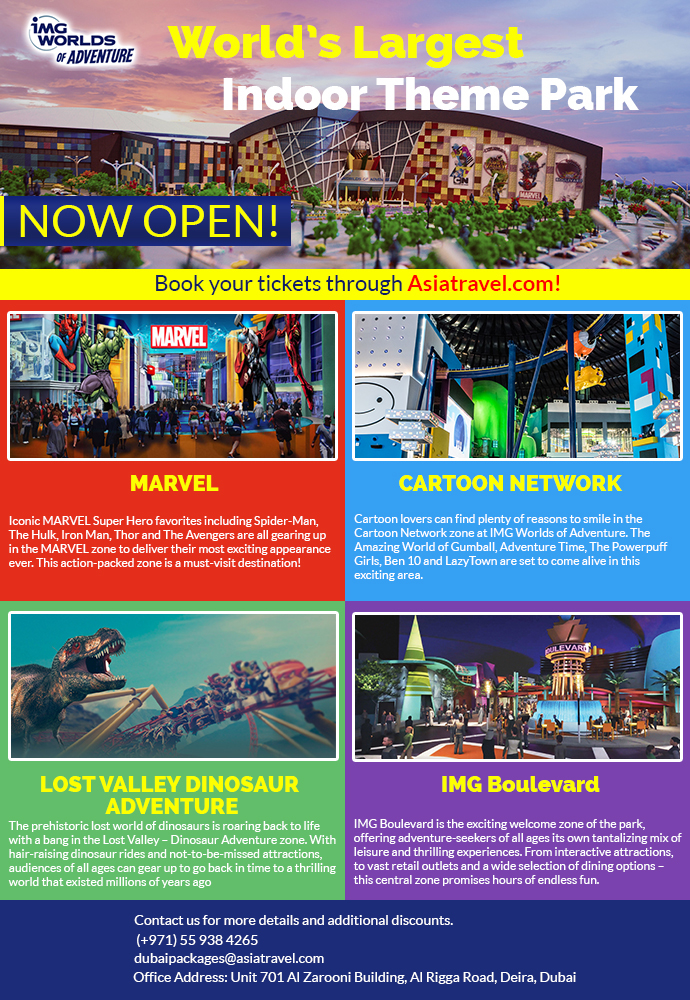 iMG
WORLDS
OF ADVENTURE
World's Largest
Indoor Theme Park
MARVEL
NOW OPEN!
Book your tickets through Asiatravel.com!
MARVEL
MARVEL
Iconic MARVEL Super Hero favorites including Spider-Man,
The Hulk, Iron Man, Thor and The Avengers are all gearing up
in the MARVEL zone to deliver their most exciting appearance
ever. This action-packed zone is a must-visit destination!
CARTOON NETWORK
Cartoon lovers can find plenty of reasons to smile in the
Cartoon Network zone at IMG Worlds of Adventure. The
Amazing World of Gumball, Adventure Time, The Powerpuff
Girls, Ben 10 and LazyTown are set to come alive in this
exciting area.
LOST VALLEY DINOSAUR
ADVENTURE
The prehistoric lost world of dinosaurs is roaring back to life
with a bang in the Lost Valley – Dinosaur Adventure zone. With
hair-raising dinosaur rides and not-to-be-missed attractions,
audiences of all ages can gear up to go back in time to a thrilling
world that existed millions of years ago
BOULEVARD
IMG Boulevard
IMG Boulevard is the exciting welcome zone of the park,
offering adventure-seekers of all ages its own tantalizing mix of
leisure and thrilling experiences. From interactive attractions,
to vast retail outlets and a wide selection of dining options –
this central zone promises hours of endless fun.
Contact us for more details and additional discounts.
(+971) 55 938 4265
dubaipackages@asiatravel.com
Office Address: Unit 701 Al Zarooni Building, Al Rigga Road, Deira, Dubai